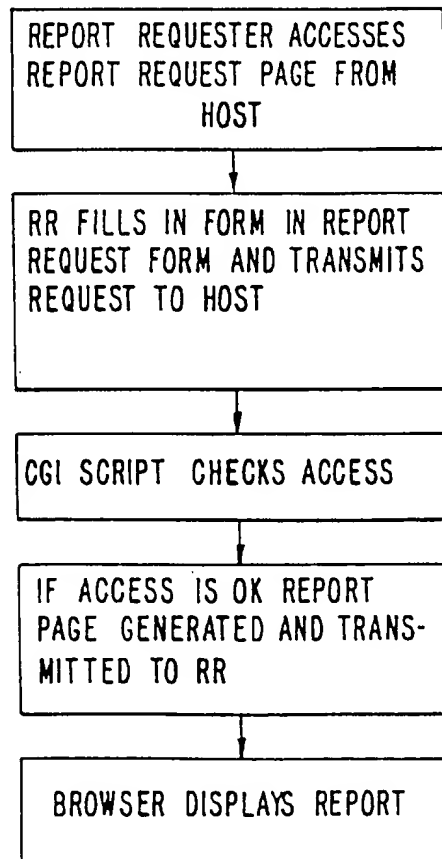 REPORT REQUESTER ACCESSES
REPORT REQUEST PAGE FROM
HOST
RR FILLS IN FORM IN REPORT
REQUEST FORM AND TRANSMITS
REQUEST TO HOST
CGI SCRIPT CHECKS ACCESS
IF ACCESS IS OK REPORT
PAGE GENERATED AND TRANS-
MITTED TO RR
BROWSER DISPLAYS REPORT